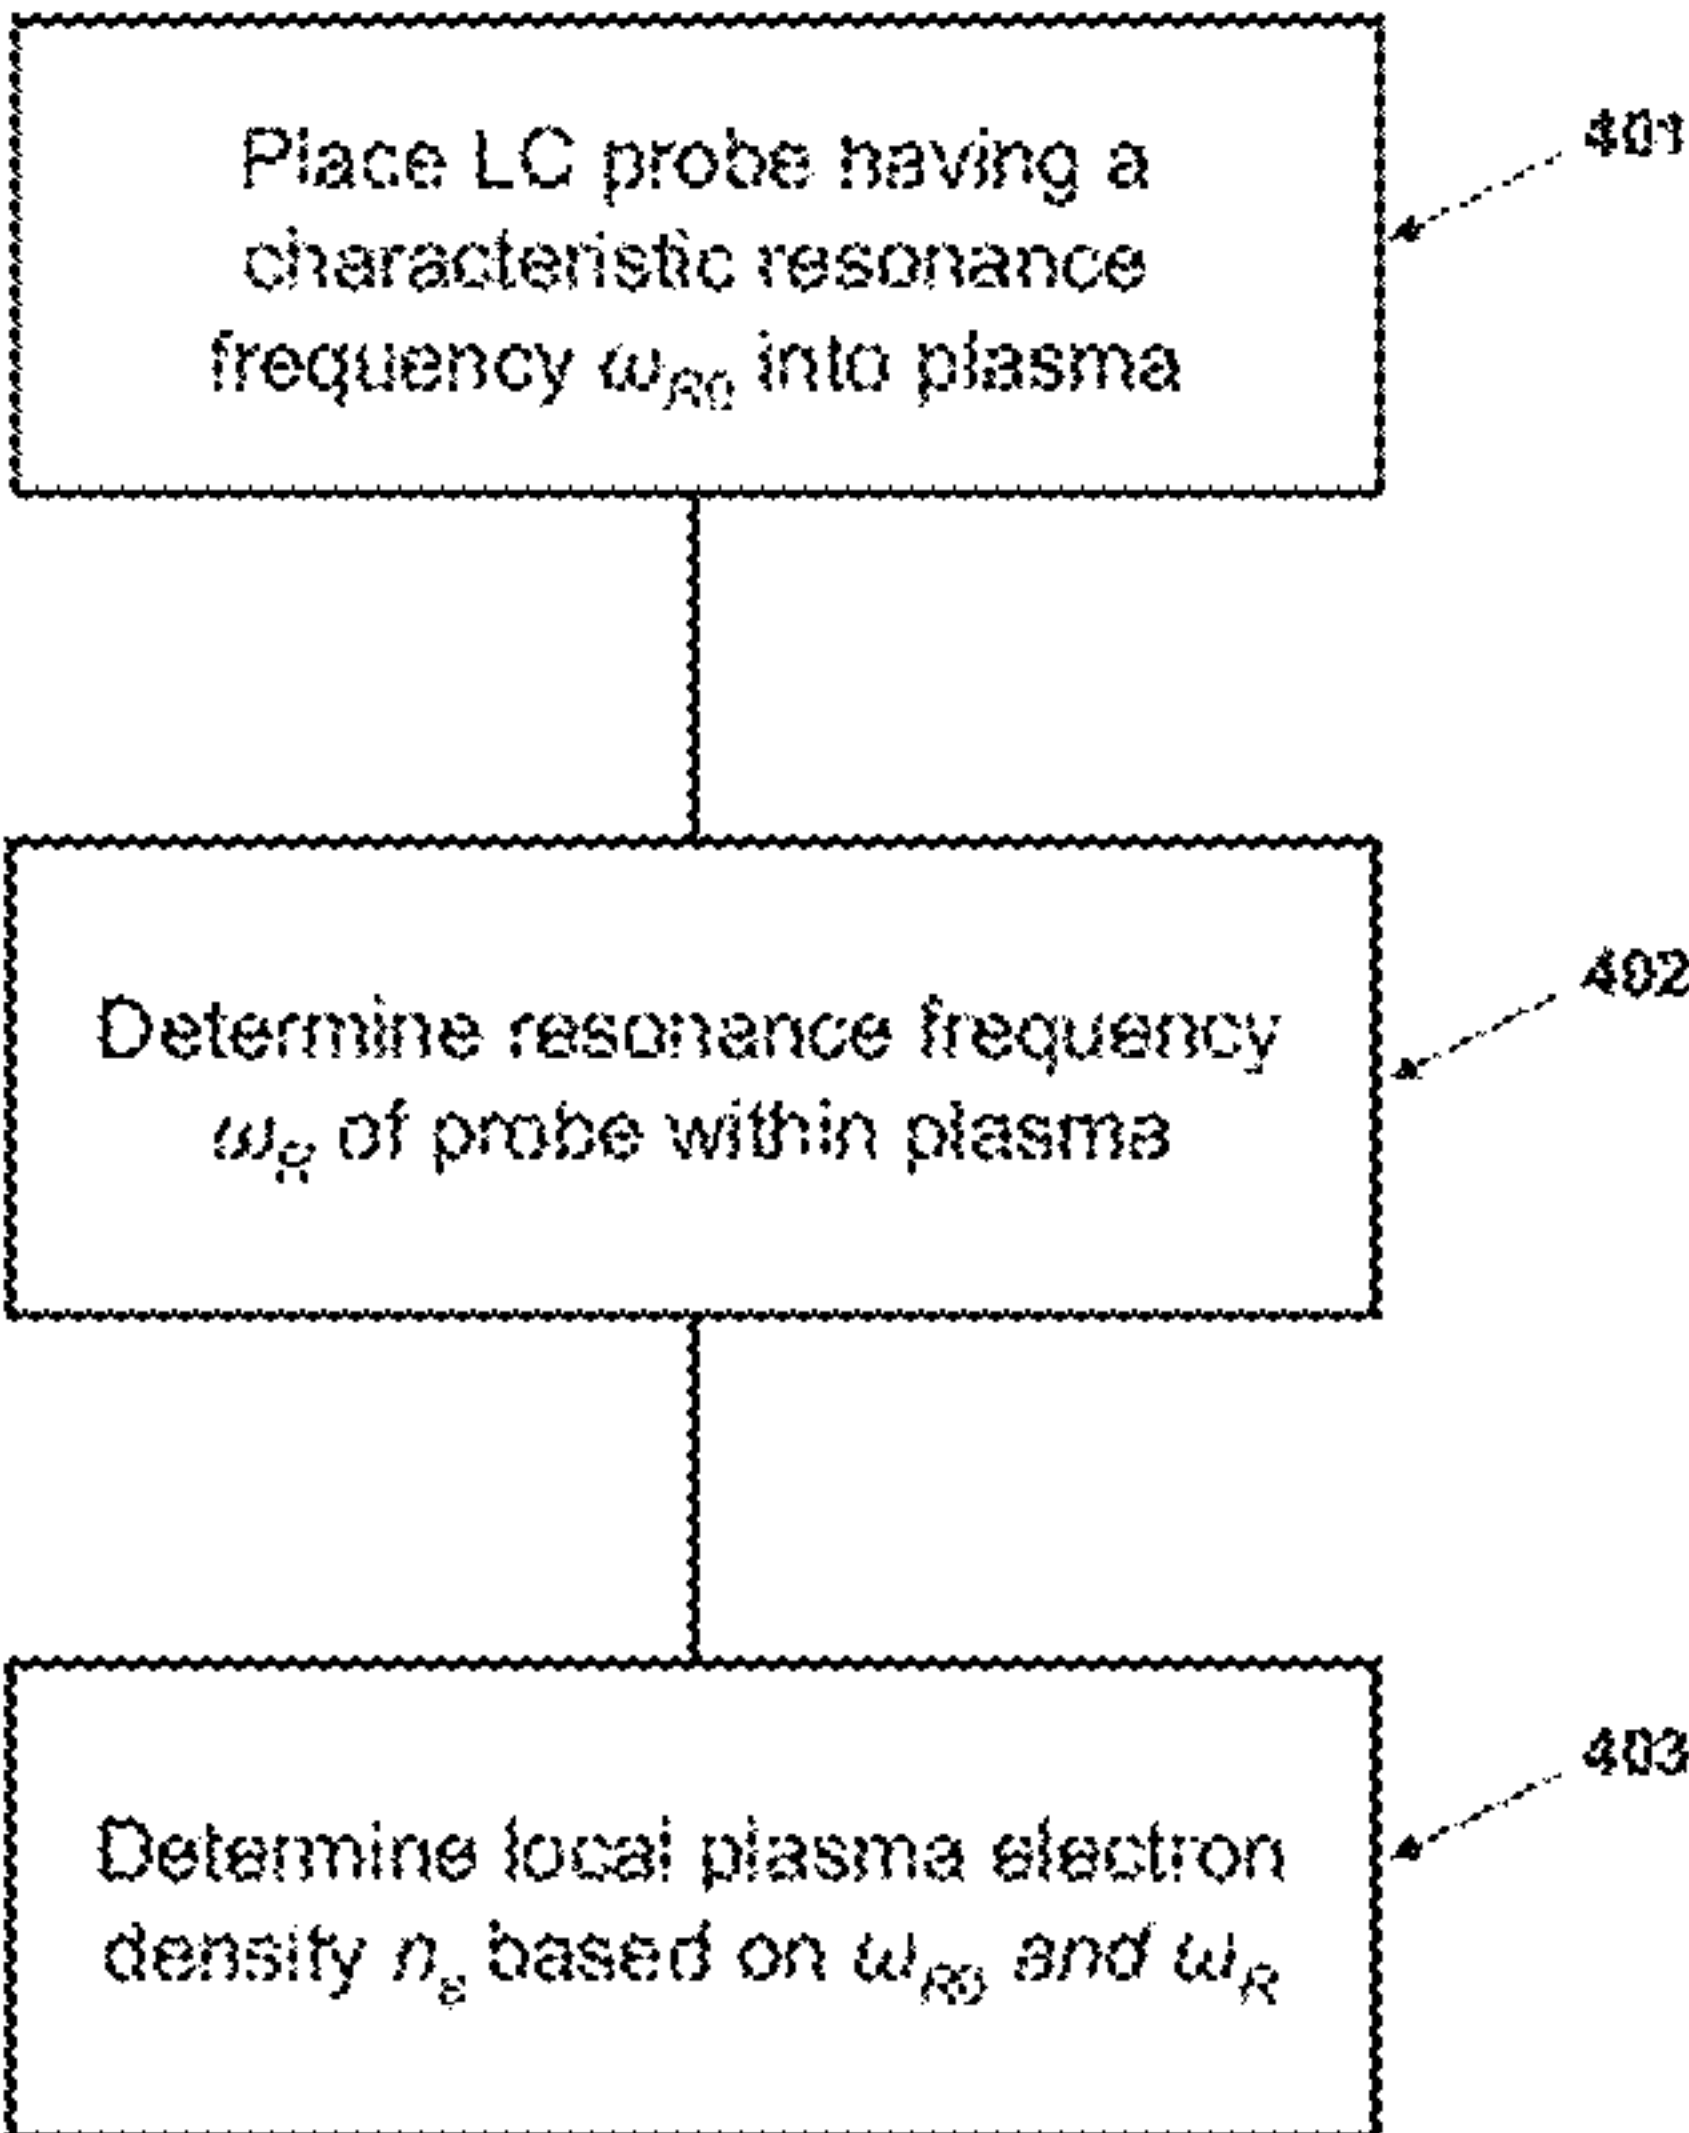 Place LC probe having a
401
characteristic resonance
frequency ω_R0 into plasma
Determine resonance frequency
402
ω_R of probe within plasma
Determine local plasma electron
403
density n_e based on ω_R0 and ω_R